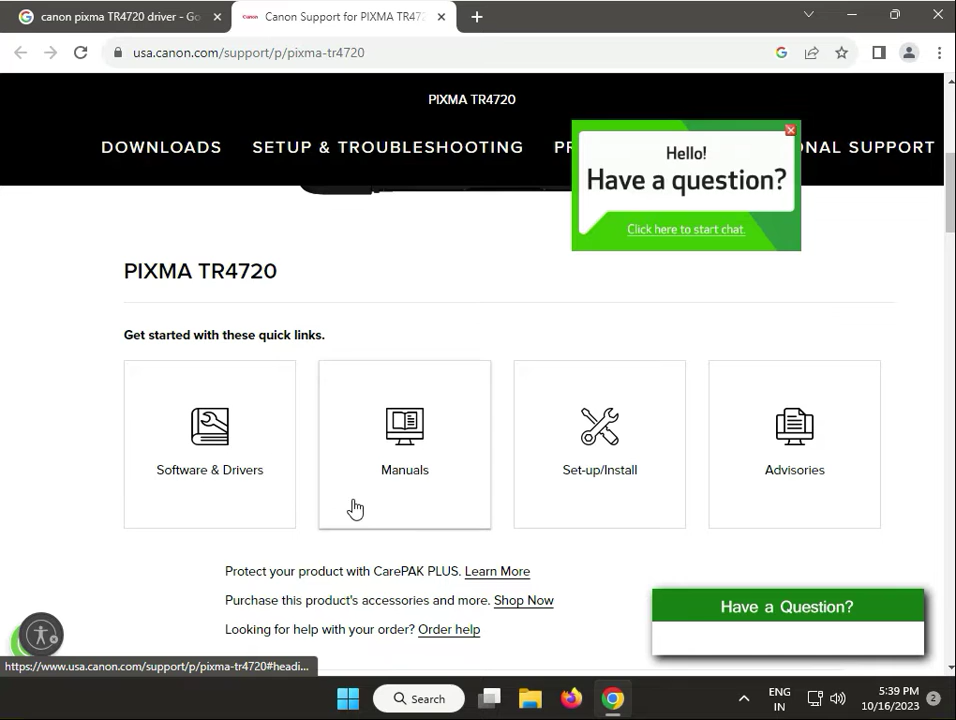 canon pixma TR4720 driver - Go
Canon Support for PIXMA TR472
usa.canon.com/support/p/pixma-tr4720
PIXMA TR4720
DOWNLOADS SETUP & TROUBLESHOOTING PR ONAL SUPPORT
Hello!
Have a question?
Click here to start chat.
PIXMA TR4720
Get started with these quick links.
Software & Drivers
Manuals
Set-up/Install
Advisories
Protect your product with CarePAK PLUS. Learn More
Purchase this product's accessories and more. Shop Now
Looking for help with your order? Order help
Have a Question?
https://www.usa.canon.com/support/p/pixma-tr4720#headi...
Search
ENG
IN
5:39 PM
10/16/2023
2